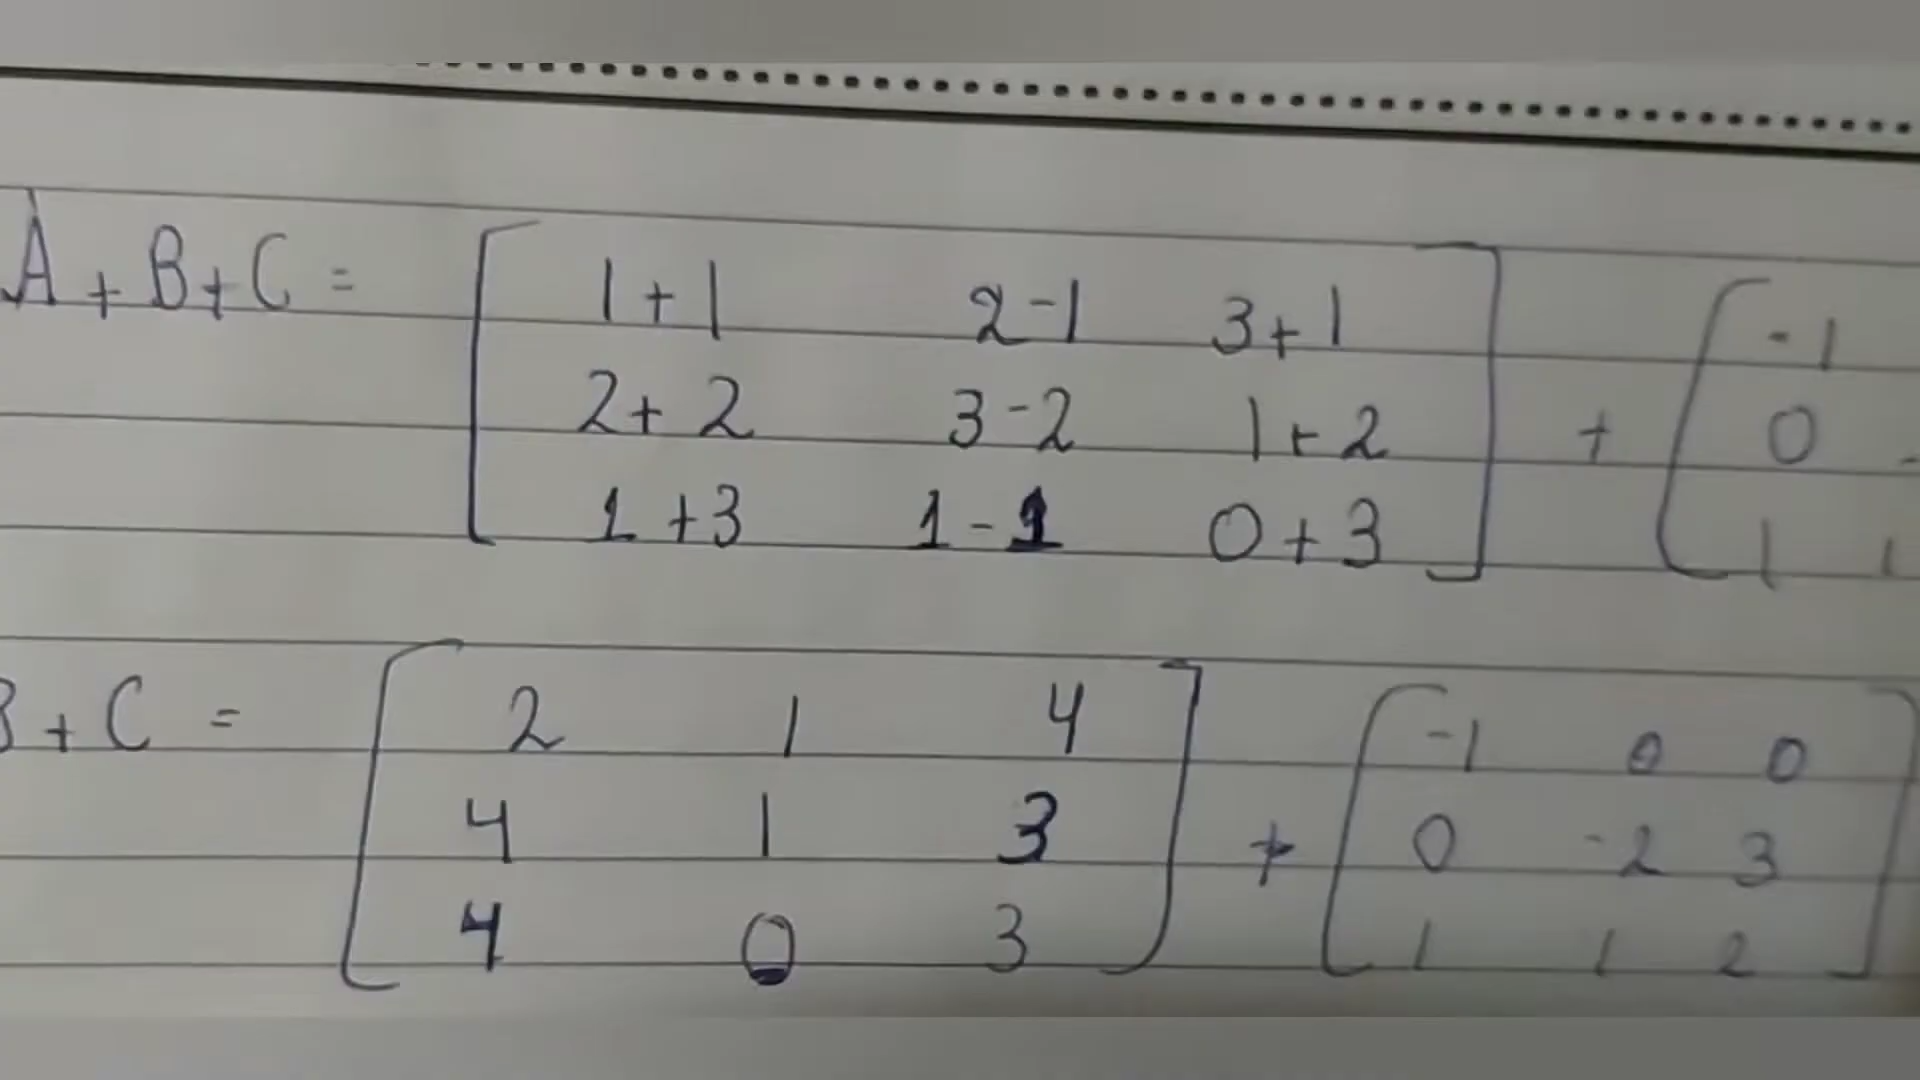 A + B + C = [ 1 + 1 2 - 1 3 + 1 ] + [ - 1
2 + 2 3 - 2 1 + 2 0 -
1 + 3 1 - 1 0 + 3 1 1
B + C = [ 2 1 4 ] + [ -1 0 0 ]
4 1 3 0 -2 3
4 0 3 1 1 2